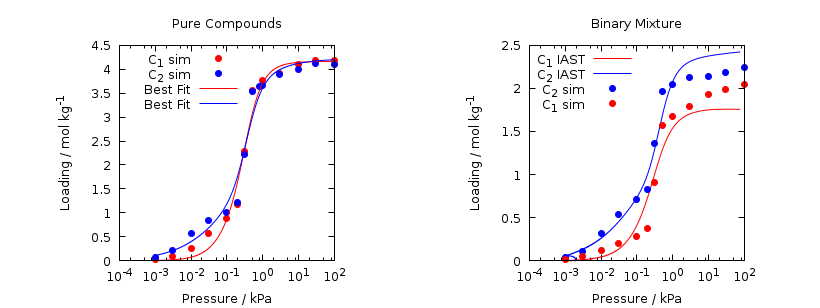 Pure Compounds
4.5
4
3.5
3
2.5
2
1.5
1
0.5
0
Loading / mol kg-1
C1 sim
C2 sim
Best Fit
Best Fit
10-4 10-3 10-2 10-1 100 101 102
Pressure / kPa
Binary Mixture
2.5
2
1.5
1
0.5
0
Loading / mol kg-1
C1 IAST
C2 IAST
C2 sim
C1 sim
10-4 10-3 10-2 10-1 100 101 102
Pressure / kPa